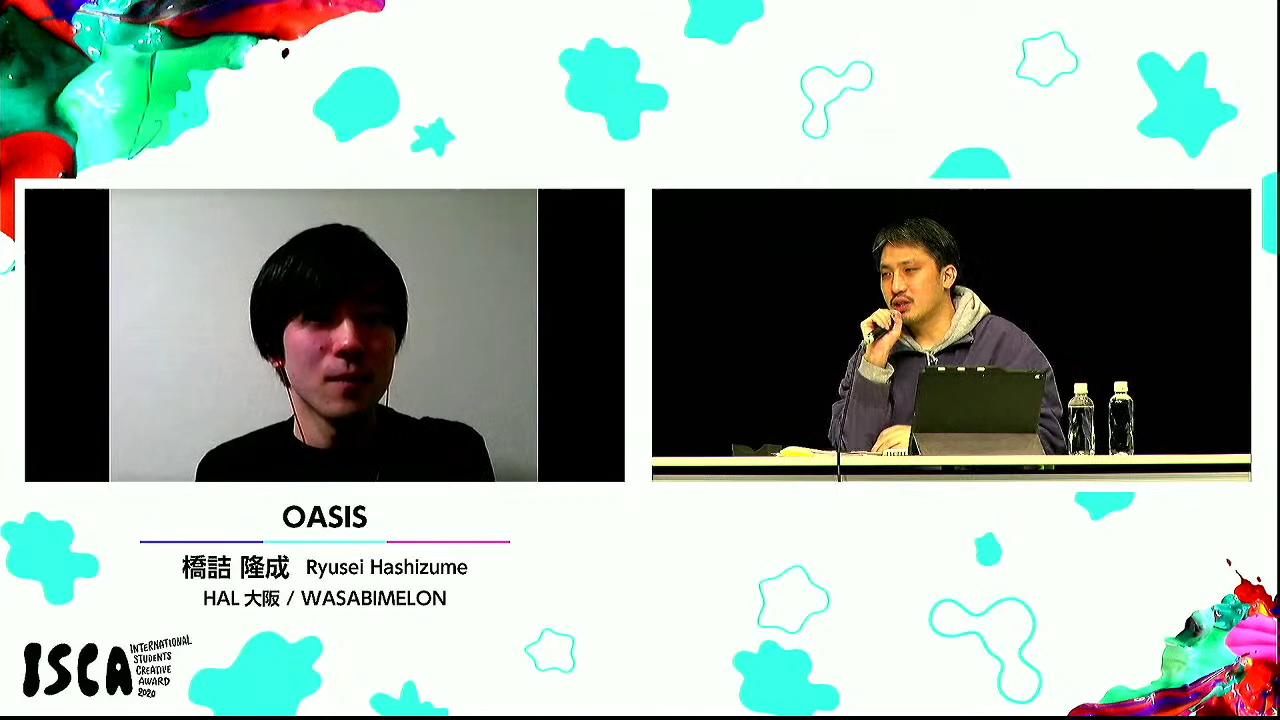 OASIS
橋詰 隆成 Ryusei Hashizume
HAL 大阪 / WASABIMELON
ISCA
INTERNATIONAL
STUDENTS
CREATIVE
AWARD
2020